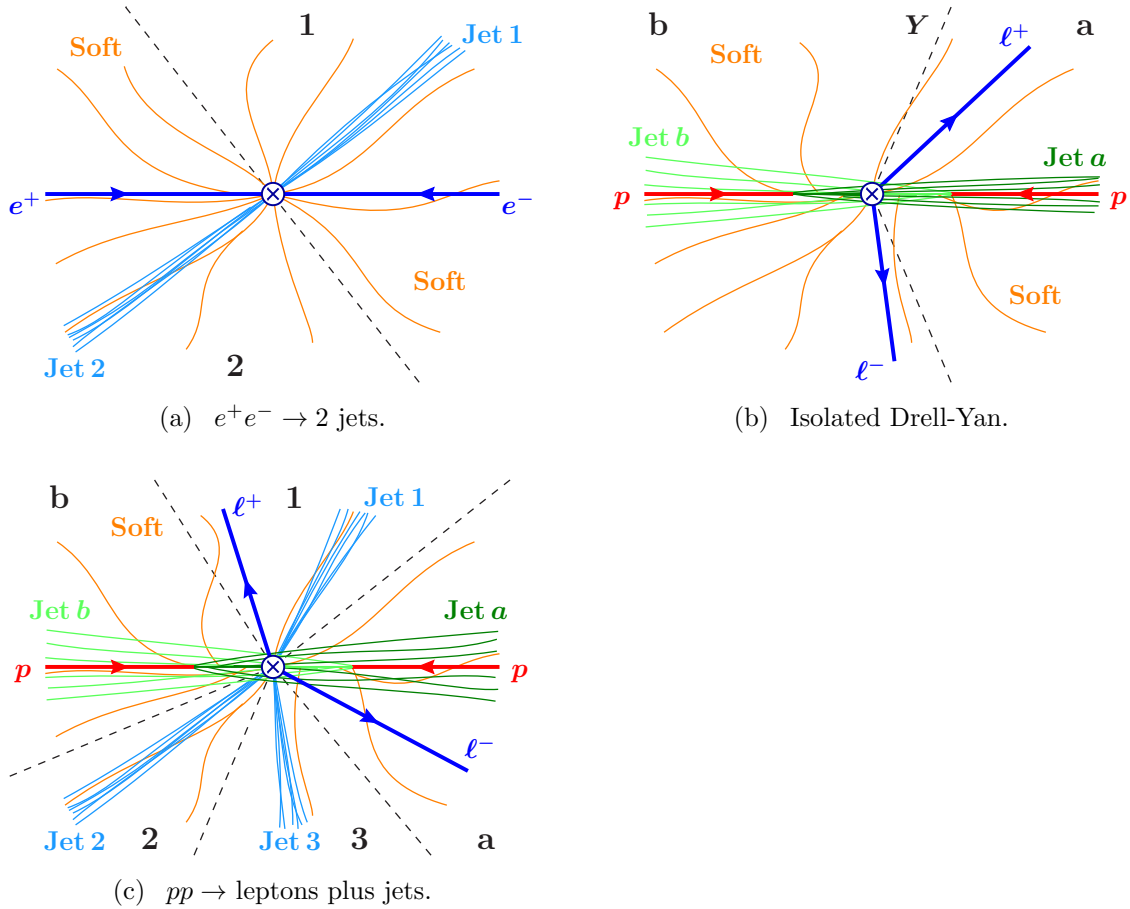 1
Soft
Jet 1
e⁺
e⁻
Soft
Jet 2
2
(a) e⁺e⁻ → 2 jets.
b
Y
ℓ⁺
a
Soft
Jet b
Jet a
p
p
Soft
ℓ⁻
(b) Isolated Drell-Yan.
b
ℓ⁺
1
Jet 1
Soft
Jet b
Jet a
p
p
ℓ⁻
Jet 2
2
Jet 3
3
a
(c) pp → leptons plus jets.